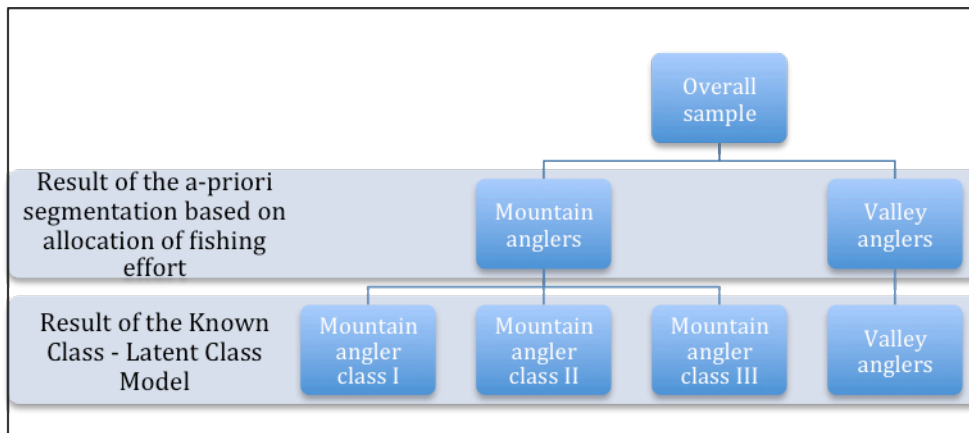 Overall
sample
Result of the a-priori
segmentation based on
allocation of fishing
effort
Mountain
anglers
Valley
anglers
Result of the Known
Class - Latent Class
Model
Mountain
angler
class I
Mountain
angler
class II
Mountain
angler
class III
Valley
anglers